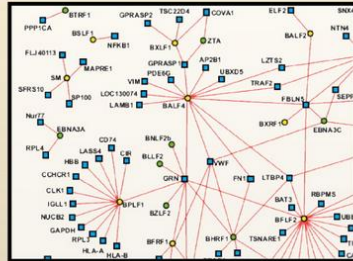 BTRF1
PPP1CA
BSLF1
NFKB1
GPRASP2
TSC22D4
COVA1
BXLF1
ZTA
GPRASP1
AP2B1
ELF2
BALF2
NTN4
FLJ40113
SM
MAPRE1
SFRS10
SP100
PDE6G
VIM
LOC130074
LAMB1
BALF4
UBXD5
LZTS2
TRAF2
FBLN5
BXRF1
EBNA3C
Nur77
EBNA3A
RPL4
CD74
CIR
LASS4
HBB
CCHCR1
CLK1
IGLL1
NUCB2
GAPDH
RPL3
HLA-A
HLA-B
BPLF1
BNLF2b
BLLF2
GRN
BZLF2
BFRF1
VWF
FN1
LTBP4
BHRF1
TSNARE1
BAT3
RBPMS
BFLF2